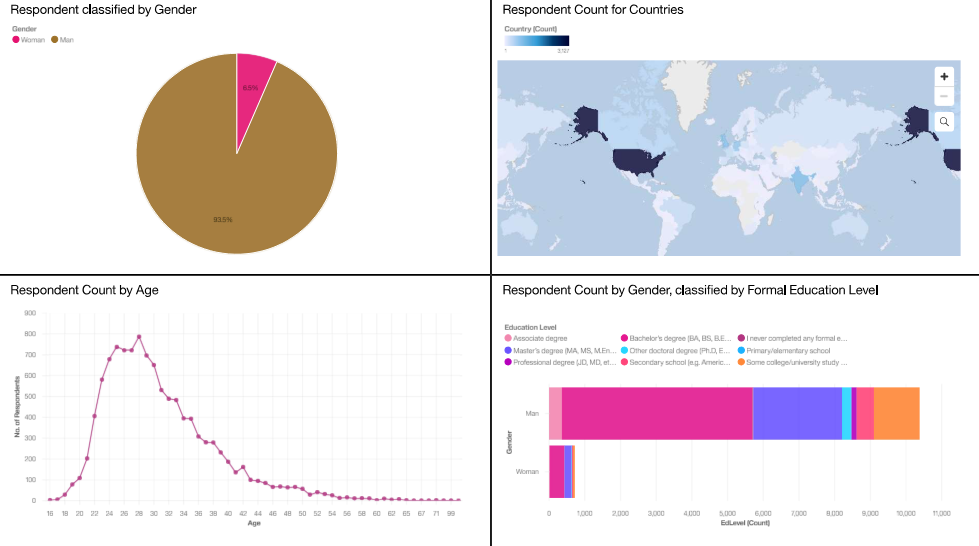 Respondent classified by Gender
Gender
Woman Man
6.5%
93.5%
Respondent Count for Countries
Country (Count)
1
+
−
Respondent Count by Age
No. of Respondents
800
800
700
600
500
400
300
200
100
0
16 18 20 22 24 26 28 30 32 34 36 38 40 42 44 46 48 50 52 54 56 58 60 62 65 67 71 99
Age
Respondent Count by Gender, classified by Formal Education Level
Education Level
Associate degree Bachelor's degree (BA, BS, B.E... I never completed any formal e...
Master's degree (MA, MS, M.En... Other doctoral degree (Ph.D, E... Primary/elementary school
Professional degree (JD, MD, et... Secondary school (e.g. Americ... Some college/university study ...
Gender
Man
Woman
0 1,000 2,000 3,000 4,000 5,000 6,000 7,000 8,000 9,000 10,000 11,000
EdLevel (Count)